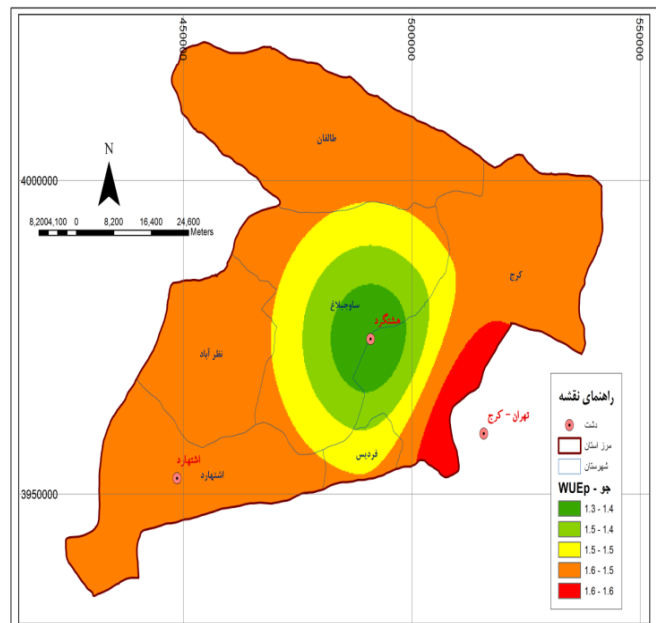 450000
500000
550000
طالقان
N
4000000
8,2004,100 0 8,200 16,400 24,600
Meters
کرج
ساوجبلاغ
هشتگرد
نظر آباد
راهنمای نقشه
دشت
تهران - کرج
مرز استان
فردیس
شهرستان
اشتهارد
اشتهارد
3950000
WUEp - جو
1.3 - 1.4
1.5 - 1.4
1.5 - 1.5
1.6 - 1.5
1.6 - 1.6